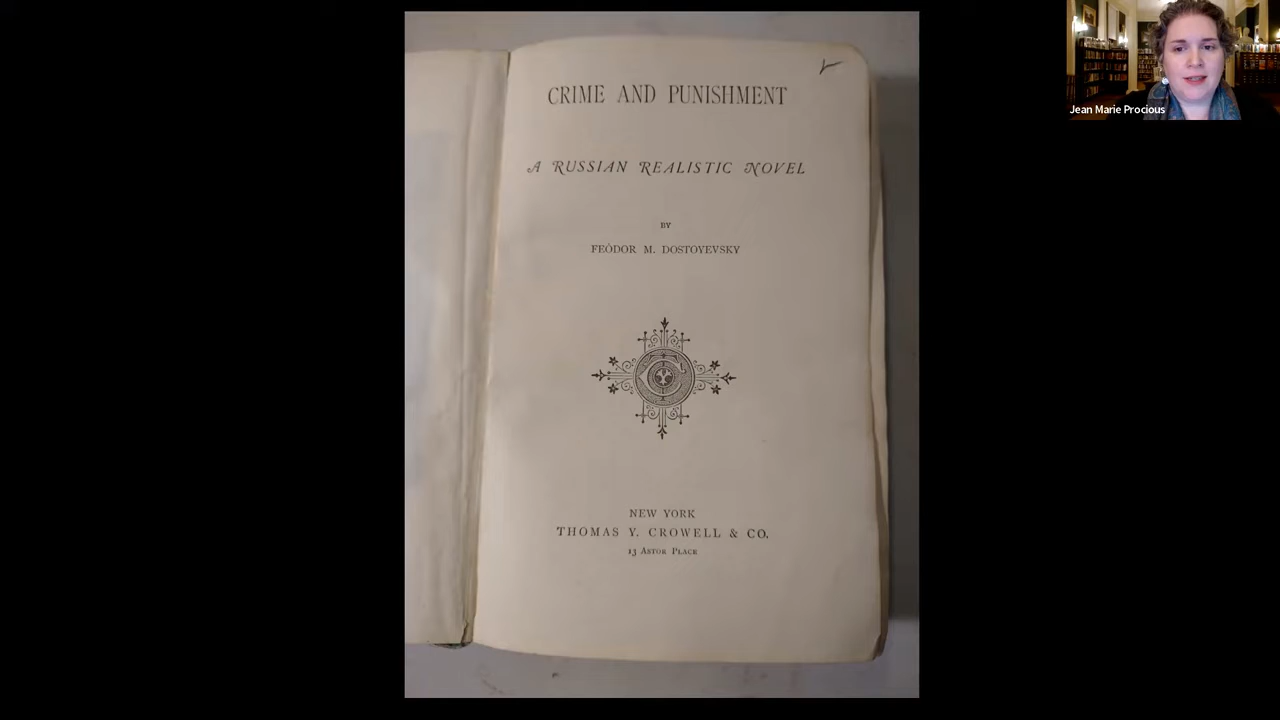 CRIME AND PUNISHMENT
A RUSSIAN REALISTIC NOVEL
BY
FEÓDOR M. DOSTOYEVSKY
NEW YORK
THOMAS Y. CROWELL & CO.
13 ASTOR PLACE
Jean Marie Procious